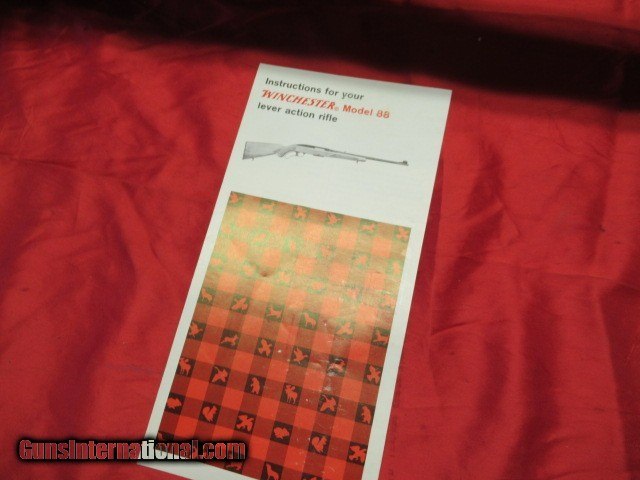 Instructions for your
WINCHESTER® Model 88
lever action rifle
GunsInternational.com